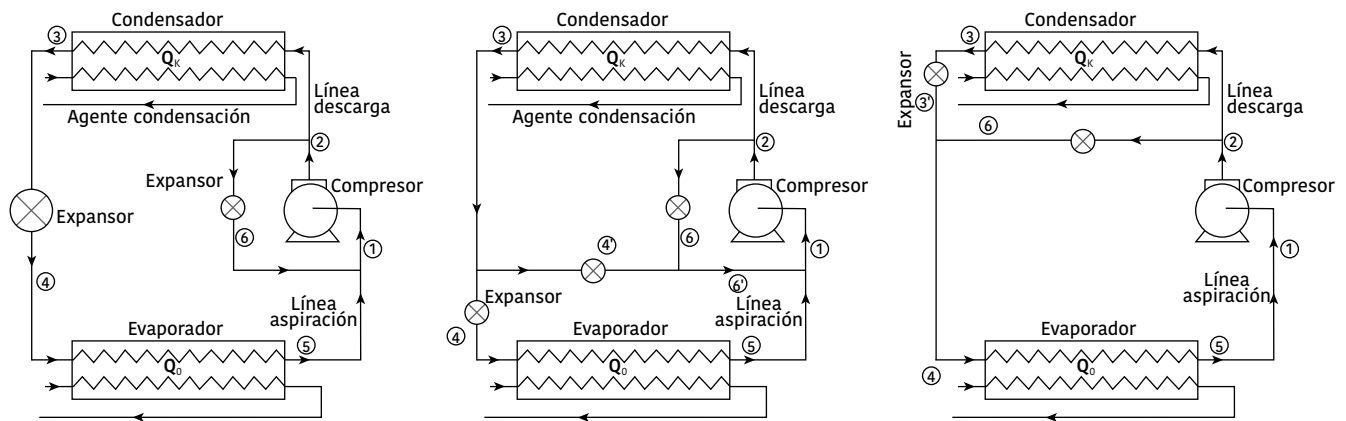 Condensador
③
Q_K
Línea
descarga
Agente condensación
②
Expansor
Compresor
Expansor
⑥
①
④
Línea
aspiración
Evaporador
⑤
Q_0
Condensador
③
Q_K
Línea
descarga
Agente condensación
②
Compresor
⑥
④'
①
⑥'
Expansor
④
Línea
aspiración
Evaporador
⑤
Q_0
Condensador
③
Q_K
Expansor
③'
Línea
descarga
⑥
②
Compresor
①
Línea
aspiración
Evaporador
⑤
④
Q_0